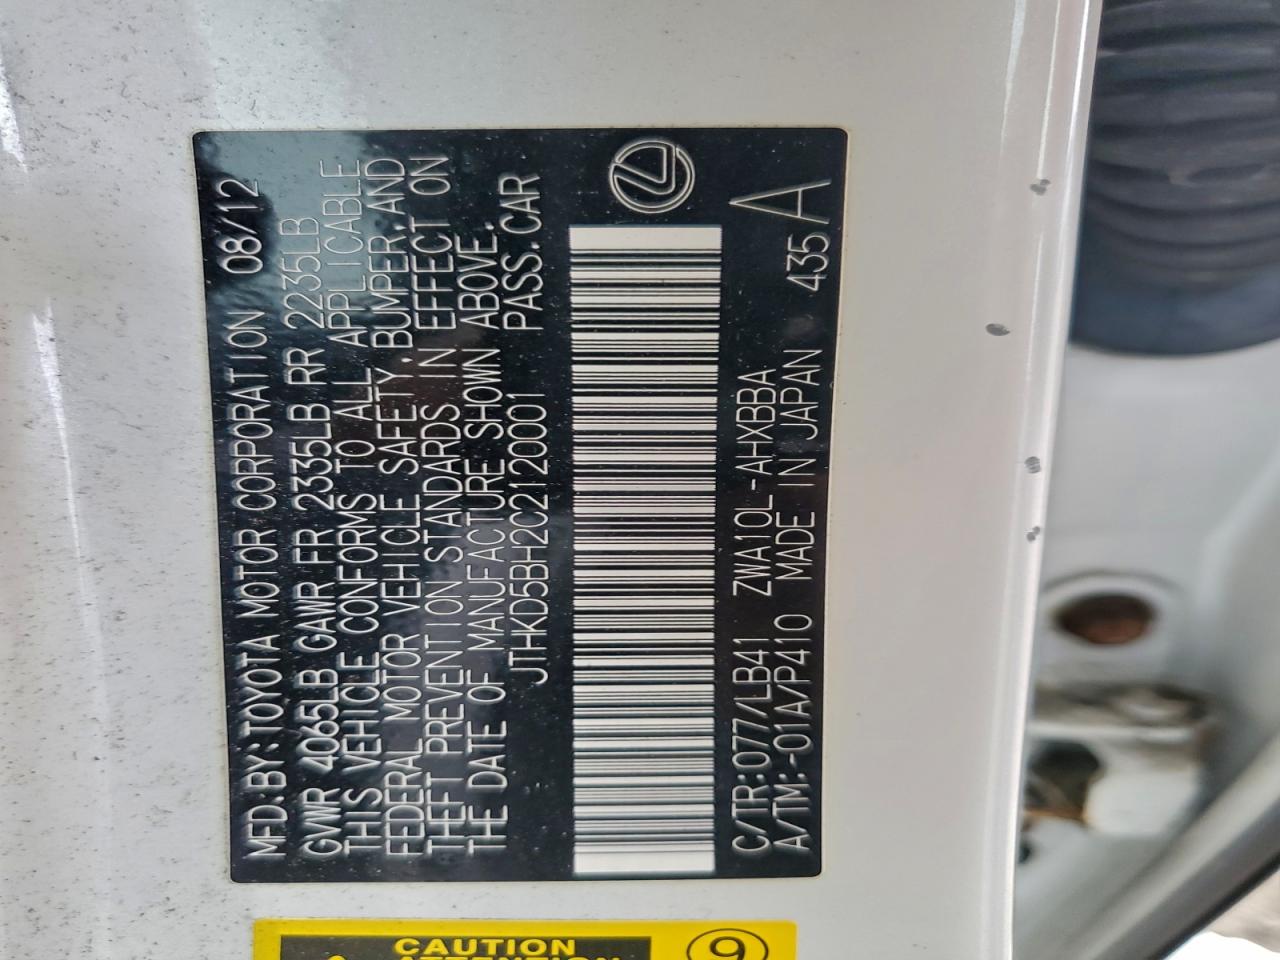 MFD.BY:TOYOTA MOTOR CORPORATION 08/12
GVWR 4065LB GAWR FR 2335LB RR 2235LB
THIS VEHICLE CONFORMS TO ALL APPLICABLE
FEDERAL MOTOR VEHICLE SAFETY,BUMPER,AND
THEFT PREVENTION STANDARDS IN EFFECT ON
THE DATE OF MANUFACTURE SHOWN ABOVE.
JTHKD5BH2C2120001 PASS.CAR
C/TR:077/LB41 ZWA10L-AHXBBA
A/TM:-01A/P410 MADE IN JAPAN 435 A
CAUTION
9